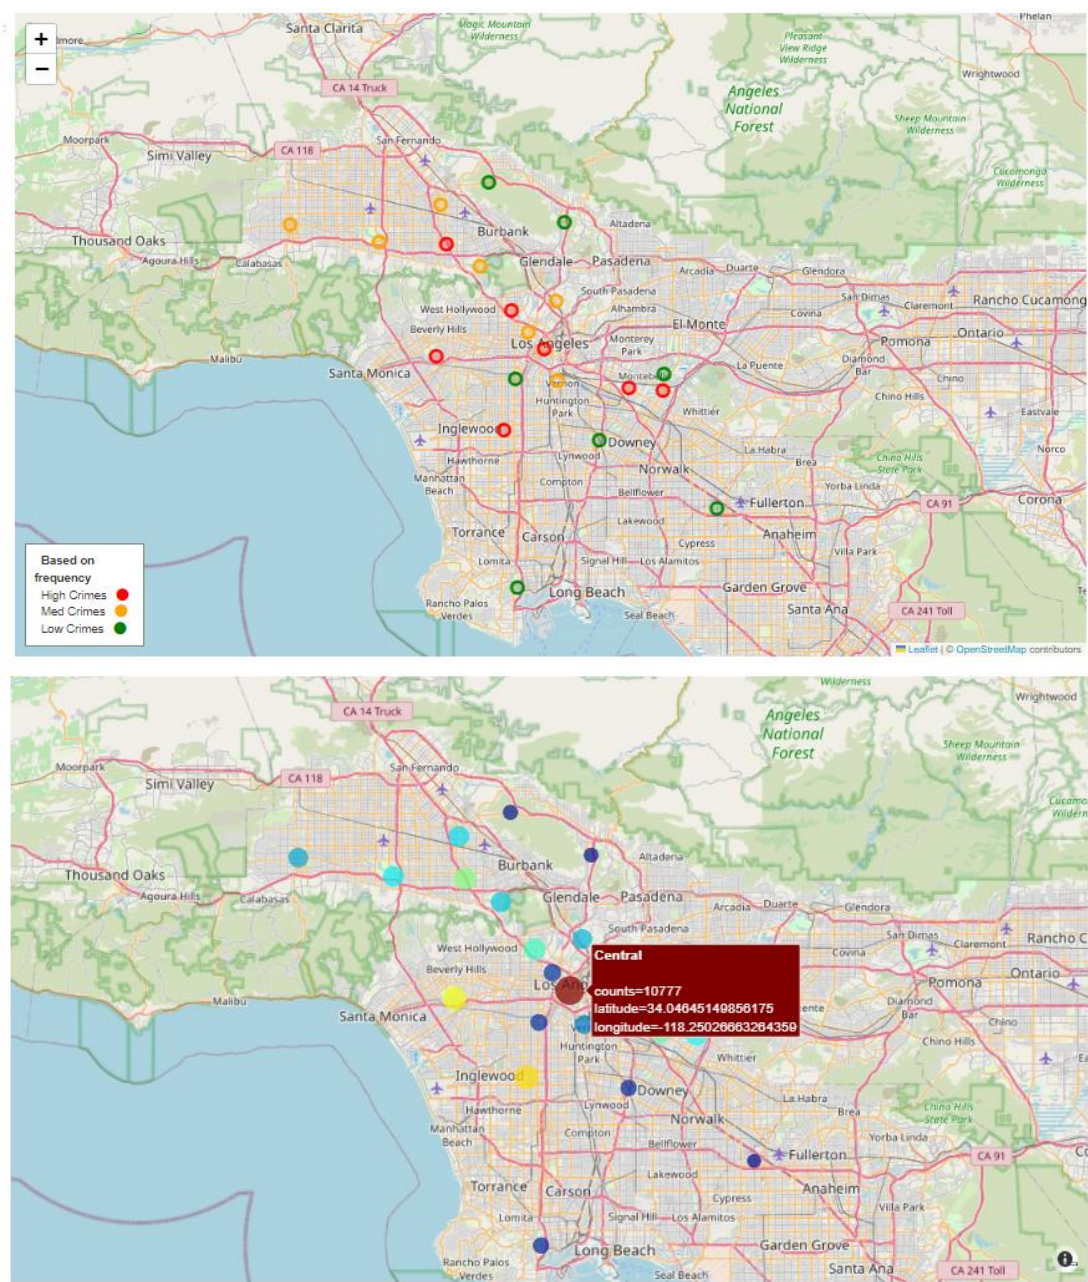 Phelan
Santa Clarita
Magic Mountain
Wilderness
+
−
Pleasant
View Ridge
Wilderness
Wrightwood
CA 14 Truck
Angeles
National
Forest
Sheep Mountain
Wilderness
Moorpark
San Fernando
CA 118
Simi Valley
Cucamonga
Wilderness
Altadena
Burbank
Thousand Oaks
Agoura Hills
Calabasas
Glendale
Pasadena
Arcadia
Duarte
Glendora
South Pasadena
San Dimas
Claremont
Rancho Cucamong
West Hollywood
Alhambra
Covina
El Monte
Beverly Hills
Ontario
Los Angeles
Monterey
Park
Pomona
Malibu
Santa Monica
La Puente
Diamond
Bar
Chino
Vernon
Huntington
Park
Whittier
Chino Hills
Eastvale
Inglewood
Downey
La Habra
Norco
Hawthorne
Lynwood
Norwalk
Brea
Chino Hills
State Park
Manhattan
Beach
Compton
Bellflower
Yorba Linda
Fullerton
CA 91
Corona
Lakewood
Torrance
Carson
Cypress
Anaheim
Villa Park
Based on
frequency
High Crimes
Med Crimes
Low Crimes
Lomita
Signal Hill
Los Alamitos
Rancho Palos
Verdes
Long Beach
Garden Grove
Seal Beach
Santa Ana
CA 241 Toll
Leaflet | © OpenStreetMap contributors
Wilderness
Wrightwood
CA 14 Truck
Angeles
National
Forest
Sheep Mountain
Wilderness
Moorpark
San Fernando
CA 118
Simi Valley
Wilder
Altadena
Burbank
Thousand Oaks
Agoura Hills
Calabasas
Glendale
Pasadena
Arcadia
Duarte
Glendora
South Pasadena
San Dimas
Claremont
Rancho C
West Hollywood
Central
Covina
Beverly Hills
Ontario
counts=10777
latitude=34.04645149856175
longitude=-118.25026663264359
Malibu
Santa Monica
Pomona
Diamond
Bar
Chino
Huntington
Park
Whittier
Chino Hills
Inglewood
Downey
La Habra
Hawthorne
Lynwood
Norwalk
Brea
Chino Hills
State Park
Manhattan
Beach
Compton
Bellflower
Yorba Linda
Fullerton
CA 91
Lakewood
Torrance
Carson
Cypress
Anaheim
Villa Park
Lomita
Signal Hill
Los Alamitos
Rancho Palos
Verdes
Long Beach
Garden Grove
Seal Beach
Santa Ana
CA 241 Toll